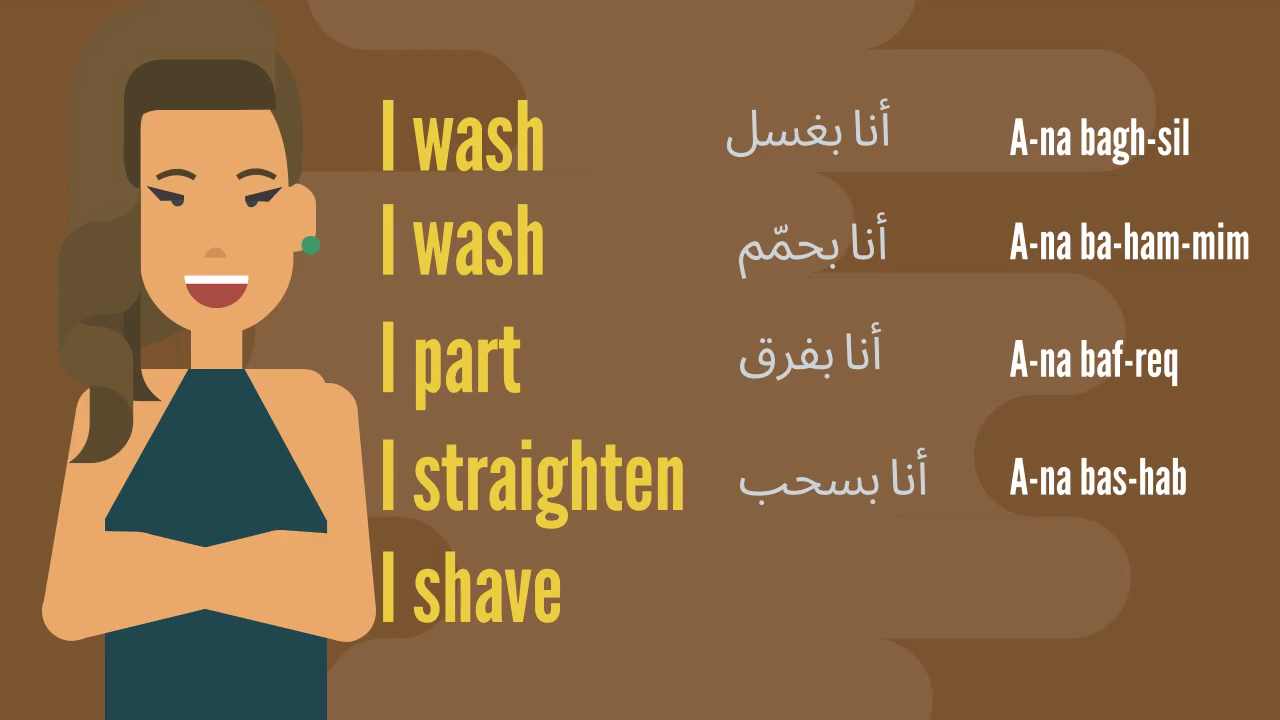 I wash أنا بغسل A-na bagh-sil
I wash أنا بحمّم A-na ba-ham-mim
I part أنا بفرق A-na baf-req
I straighten أنا بسحب A-na bas-hab
I shave